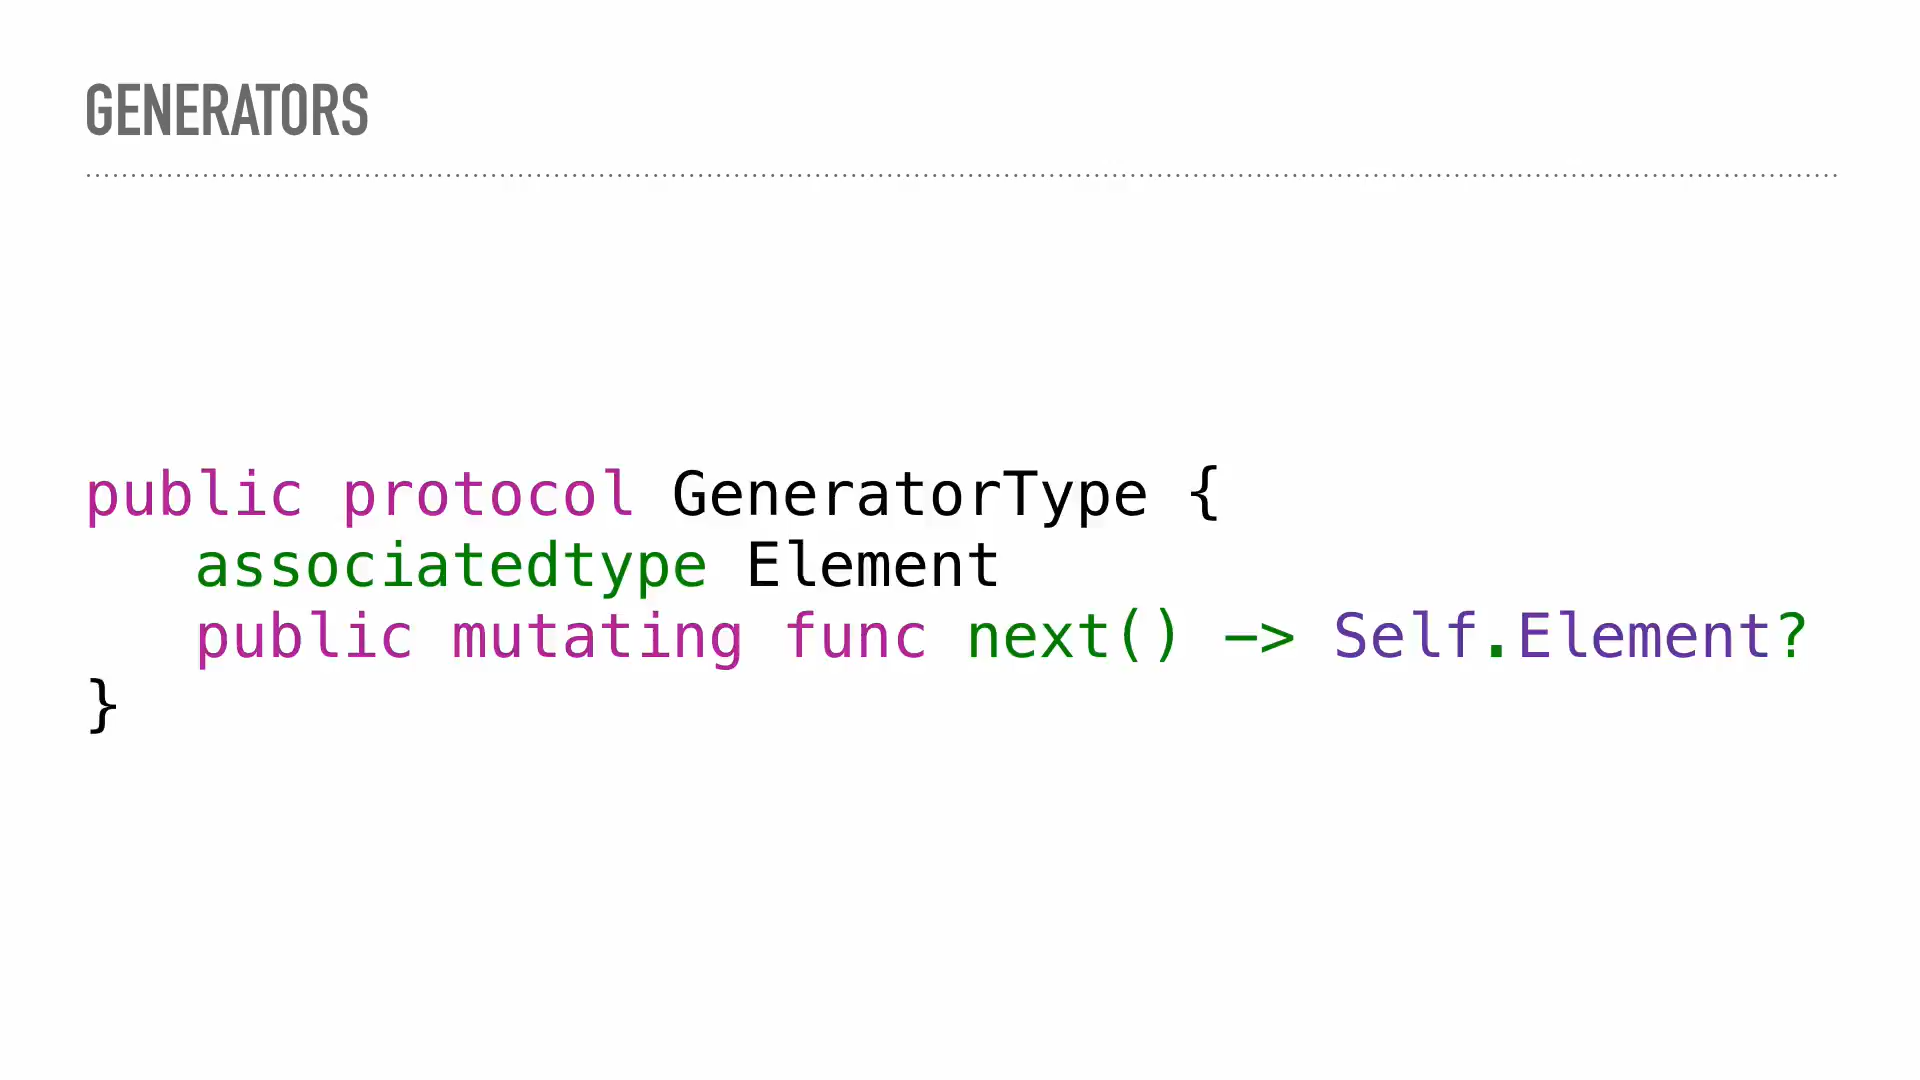 GENERATORS
public protocol GeneratorType {
associatedtype Element
public mutating func next() -> Self.Element?
}